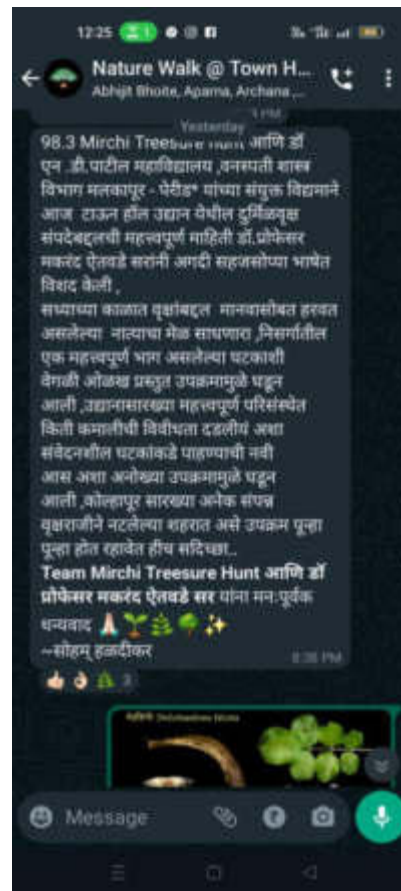 12:25
Nature Walk @ Town H...
Abhijit Bhoite, Aparna, Archana...
Yesterday
98.3 Mirchi Treesure Hunt आणि डॉ
एन .डी.पाटील महाविद्यालय ,वनस्पती शास्त्र
विभाग मलकापूर - पेरीड* यांच्या संयुक्त विद्यमाने
आज टाऊन हॉल उद्यान येथील दुर्मिळवृक्ष
संपदेबद्दलची महत्त्वपूर्ण माहिती डॉ.प्रोफेसर
मकरंद ऐतवडे सरांनी अगदी सहजसोप्या भाषेत
विशद केली ,
सध्याच्या काळात वृक्षांबद्दल मानवासोबत हरवत
असलेल्या नात्याचा मेळ साधणारा ,निसर्गातील
एक महत्त्वपूर्ण भाग असलेल्या घटकाशी
वेगळी ओळख प्रस्तुत उपक्रमामुळे घडून
आली ,उद्यानासारख्या महत्त्वपूर्ण परिसंस्थेत
किती कमालीची विवीधता दडलीयं अशा
संवेदनशील घटकांकडे पाहण्याची नवी
आस अशा अनोख्या उपक्रमामुळे घडून
आली ,कोल्हापूर सारख्या अनेक संपन्न
वृक्षराजीने नटलेल्या शहरात असे उपक्रम पून्हा
पून्हा होत रहावेत हीच सदिच्छा..
Team Mirchi Treesure Hunt आणि डॉ
प्रोफेसर मकरंद ऐतवडे सर यांना मन:पूर्वक
धन्यवाद 🙏🏻🌱🌲🌳✨
~सोहम् हळदीकर
8:38 PM
3
Message